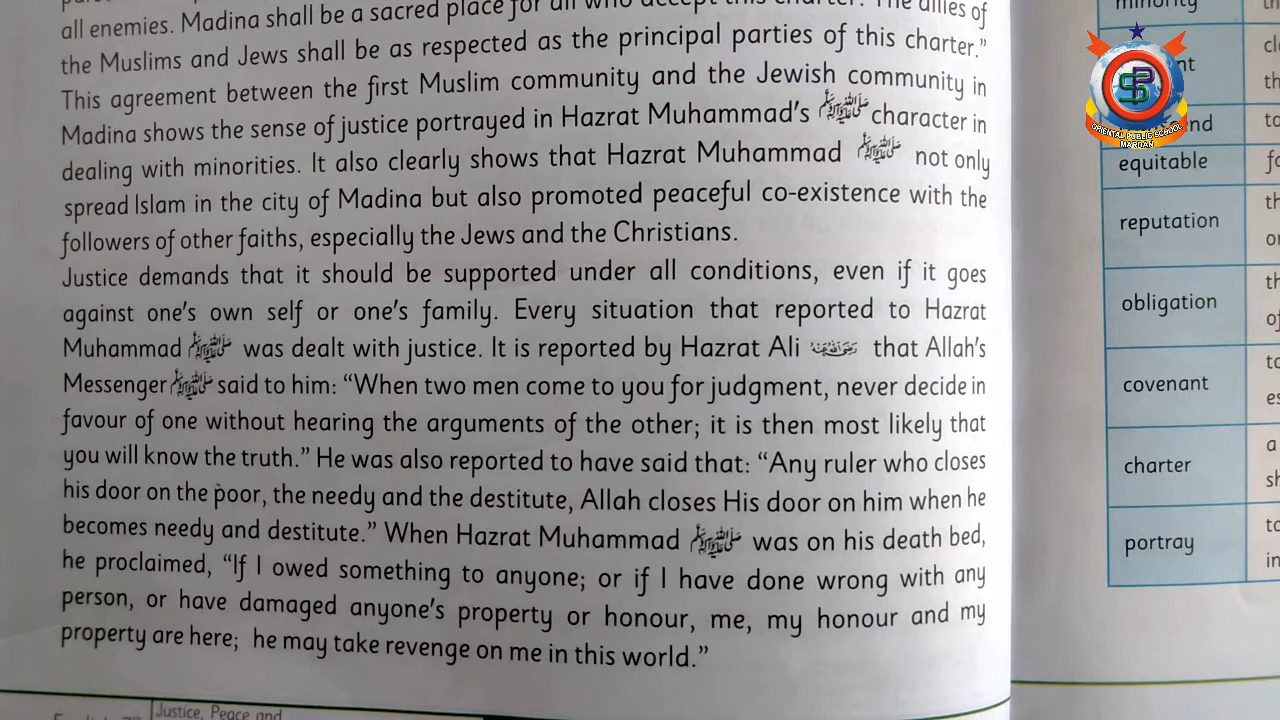 all enemies. Madina shall be a sacred place for all who accept this charter. The allies of
the Muslims and Jews shall be as respected as the principal parties of this charter.”
This agreement between the first Muslim community and the Jewish community in
Madina shows the sense of justice portrayed in Hazrat Muhammad's ﷺ character in
dealing with minorities. It also clearly shows that Hazrat Muhammad ﷺ not only
spread Islam in the city of Madina but also promoted peaceful co-existence with the
followers of other faiths, especially the Jews and the Christians.
Justice demands that it should be supported under all conditions, even if it goes
against one's own self or one's family. Every situation that reported to Hazrat
Muhammad ﷺ was dealt with justice. It is reported by Hazrat Ali رضی اللہ عنہ that Allah's
Messenger ﷺ said to him: “When two men come to you for judgment, never decide in
favour of one without hearing the arguments of the other; it is then most likely that
you will know the truth.” He was also reported to have said that: “Any ruler who closes
his door on the poor, the needy and the destitute, Allah closes His door on him when he
becomes needy and destitute.” When Hazrat Muhammad ﷺ was on his death bed,
he proclaimed, “If I owed something to anyone; or if I have done wrong with any
person, or have damaged anyone's property or honour, me, my honour and my
property are here; he may take revenge on me in this world.”
Justice, Peace and
minority
equitable
reputation
obligation
covenant
charter
portray
ORIENTAL PUBLIC SCHOOL
MARDAN